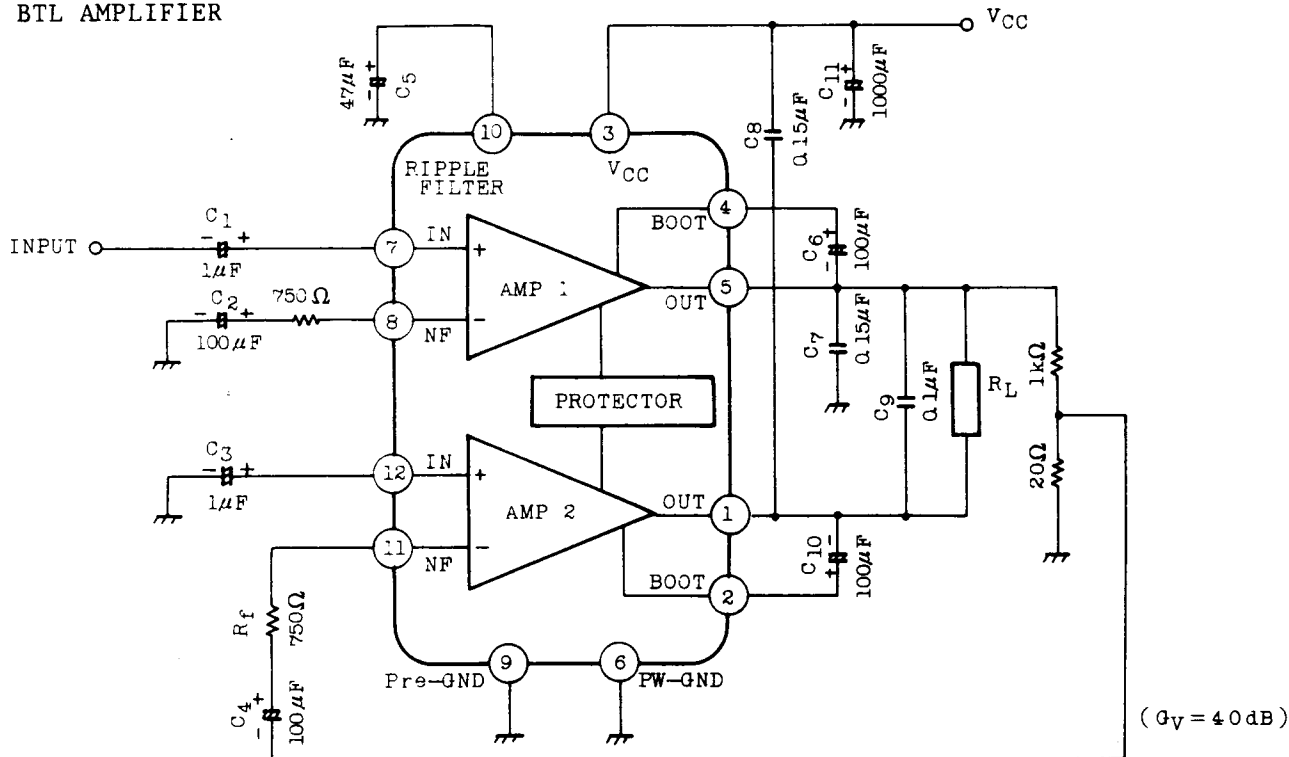 BTL AMPLIFIER
VCC
47μF
C5
C11
1000μF
C8
0.15μF
10
3
RIPPLE
FILTER
VCC
4
BOOT
C6
100μF
C1
INPUT
1μF
7
IN
+
AMP 1
5
OUT
C2
750Ω
100μF
8
NF
-
C7
0.15μF
C9
0.1μF
RL
1kΩ
20Ω
PROTECTOR
C3
1μF
12
IN
+
AMP 2
OUT
1
11
NF
-
BOOT
2
C10
100μF
Rf
750Ω
9
6
Pre-GND
PW-GND
C4
100μF
(GV=40dB)